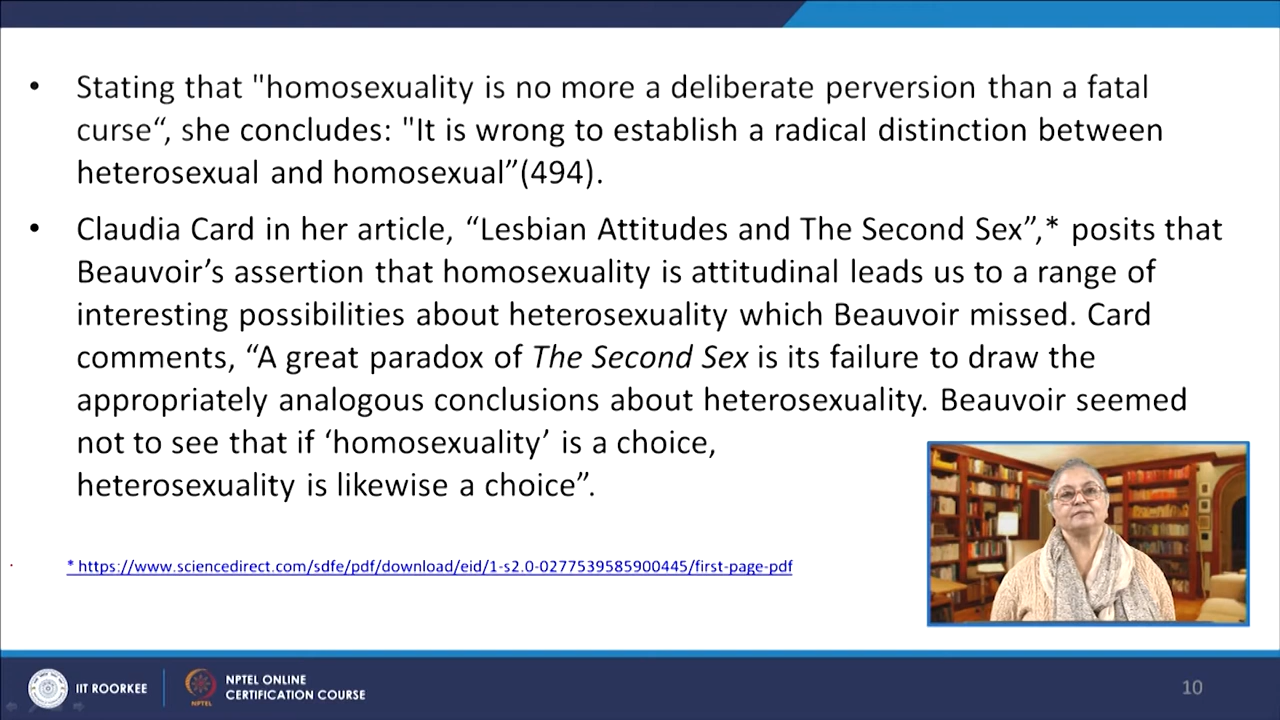 • Stating that "homosexuality is no more a deliberate perversion than a fatal
curse“, she concludes: "It is wrong to establish a radical distinction between
heterosexual and homosexual”(494).
• Claudia Card in her article, “Lesbian Attitudes and The Second Sex”,* posits that
Beauvoir’s assertion that homosexuality is attitudinal leads us to a range of
interesting possibilities about heterosexuality which Beauvoir missed. Card
comments, “A great paradox of The Second Sex is its failure to draw the
appropriately analogous conclusions about heterosexuality. Beauvoir seemed
not to see that if ‘homosexuality’ is a choice,
heterosexuality is likewise a choice”.
* https://www.sciencedirect.com/sdfe/pdf/download/eid/1-s2.0-0277539585900445/first-page-pdf
IIT ROORKEE
NPTEL
NPTEL ONLINE
CERTIFICATION COURSE
10